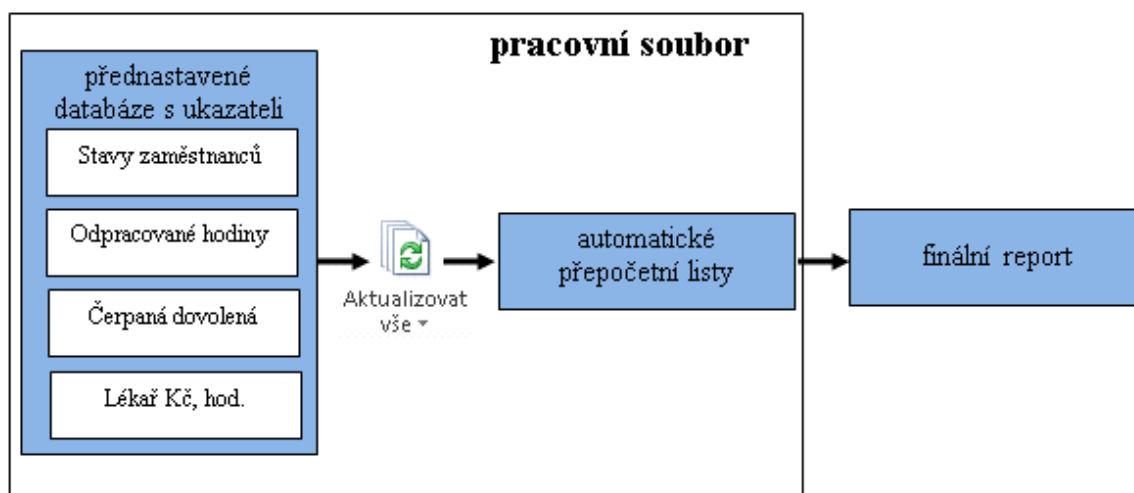 pracovní soubor
přednastavené
databáze s ukazateli
Stavy zaměstnanců
Odpracované hodiny
Čerpaná dovolená
Lékař Kč, hod.
Aktualizovat
vše
automatické
přepočetní listy
finální report